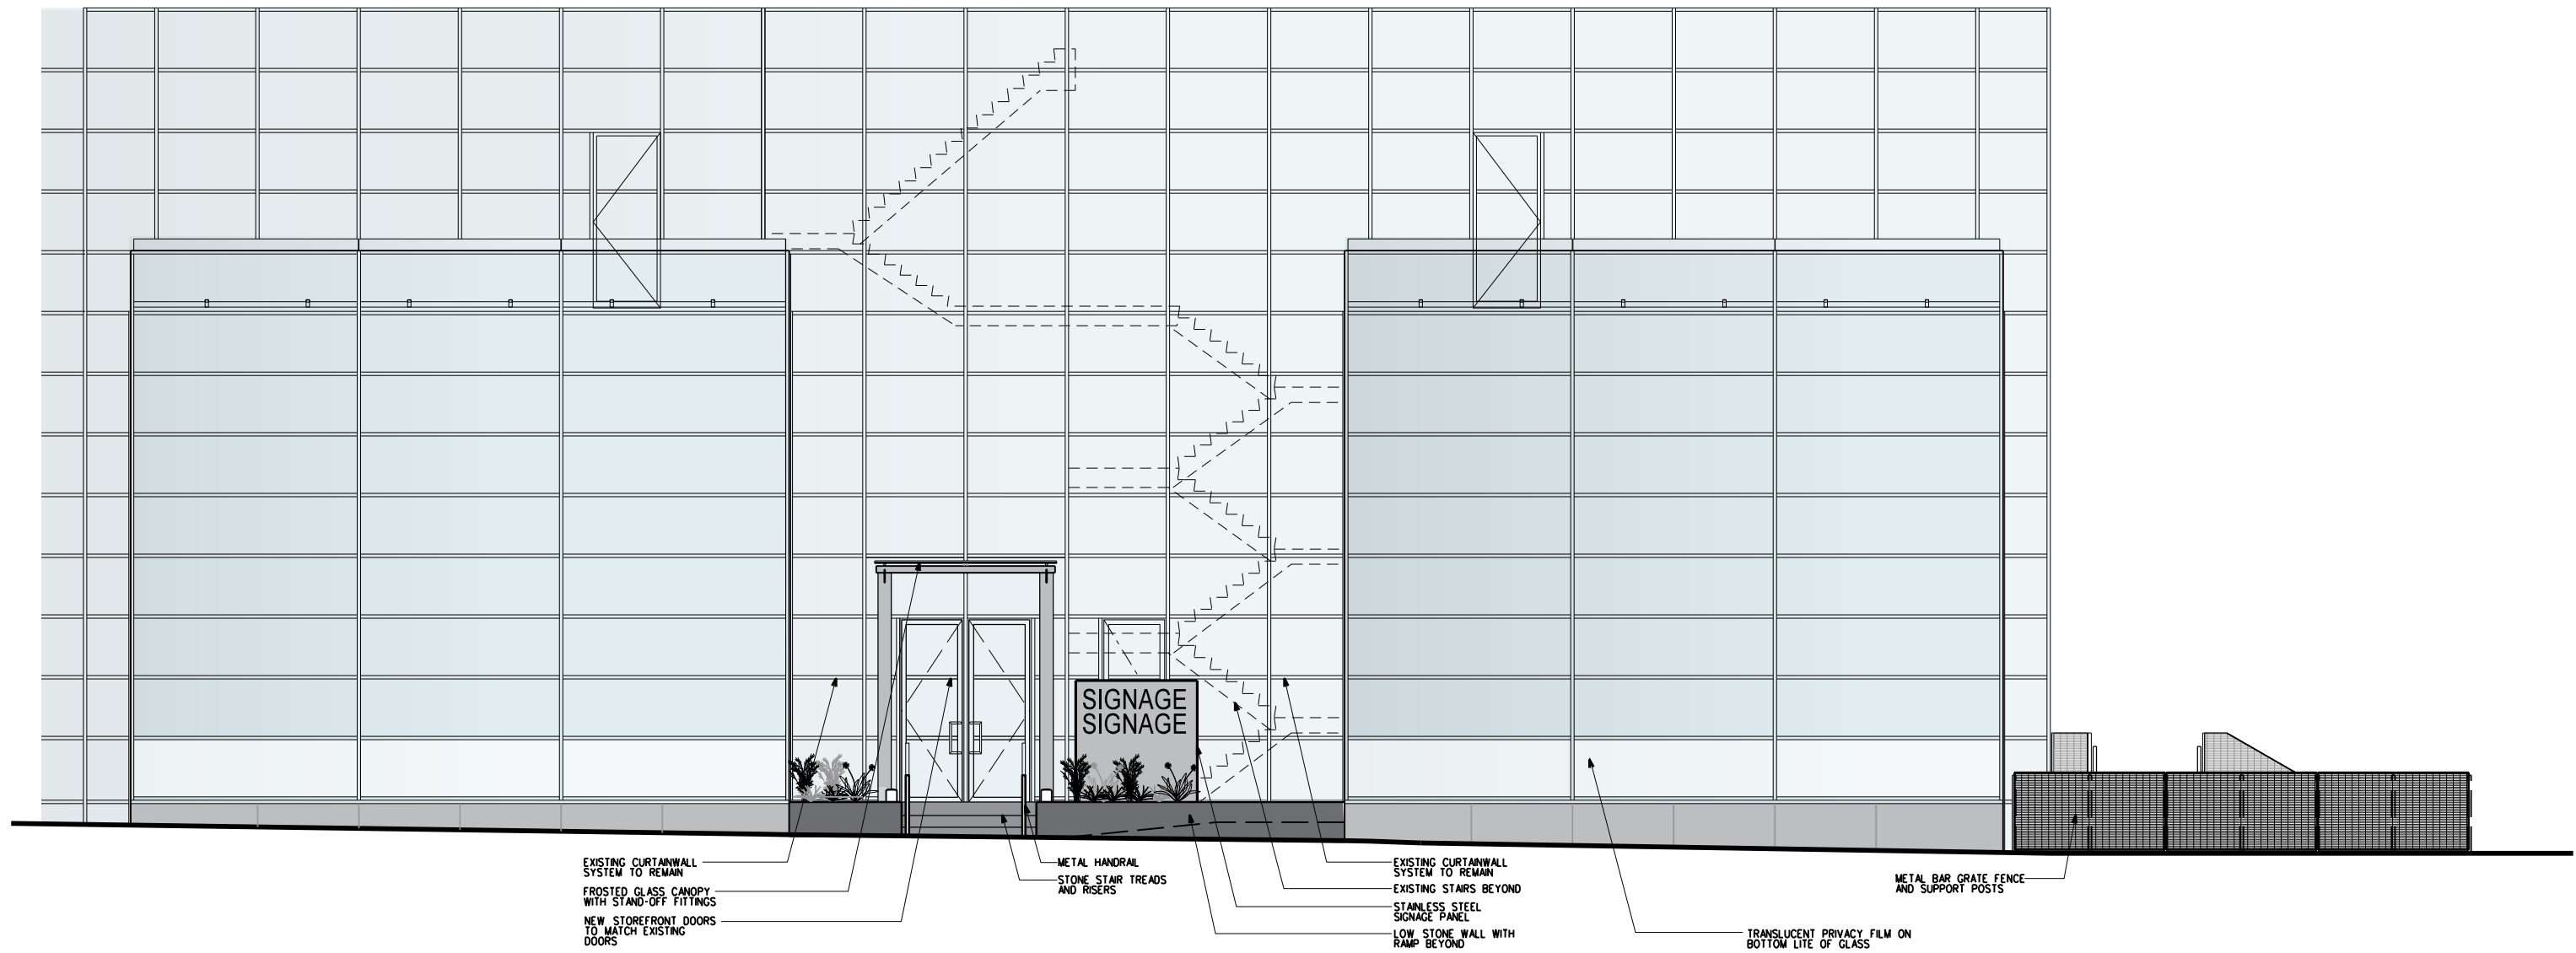 SIGNAGE
SIGNAGE
EXISTING CURTAINWALL
SYSTEM TO REMAIN
FROSTED GLASS CANOPY
WITH STAND-OFF FITTINGS
NEW STOREFRONT DOORS
TO MATCH EXISTING
DOORS
METAL HANDRAIL
STONE STAIR TREADS
AND RISERS
EXISTING CURTAINWALL
SYSTEM TO REMAIN
EXISTING STAIRS BEYOND
STAINLESS STEEL
SIGNAGE PANEL
LOW STONE WALL WITH
RAMP BEYOND
TRANSLUCENT PRIVACY FILM ON
BOTTOM LITE OF GLASS
METAL BAR GRATE FENCE
AND SUPPORT POSTS